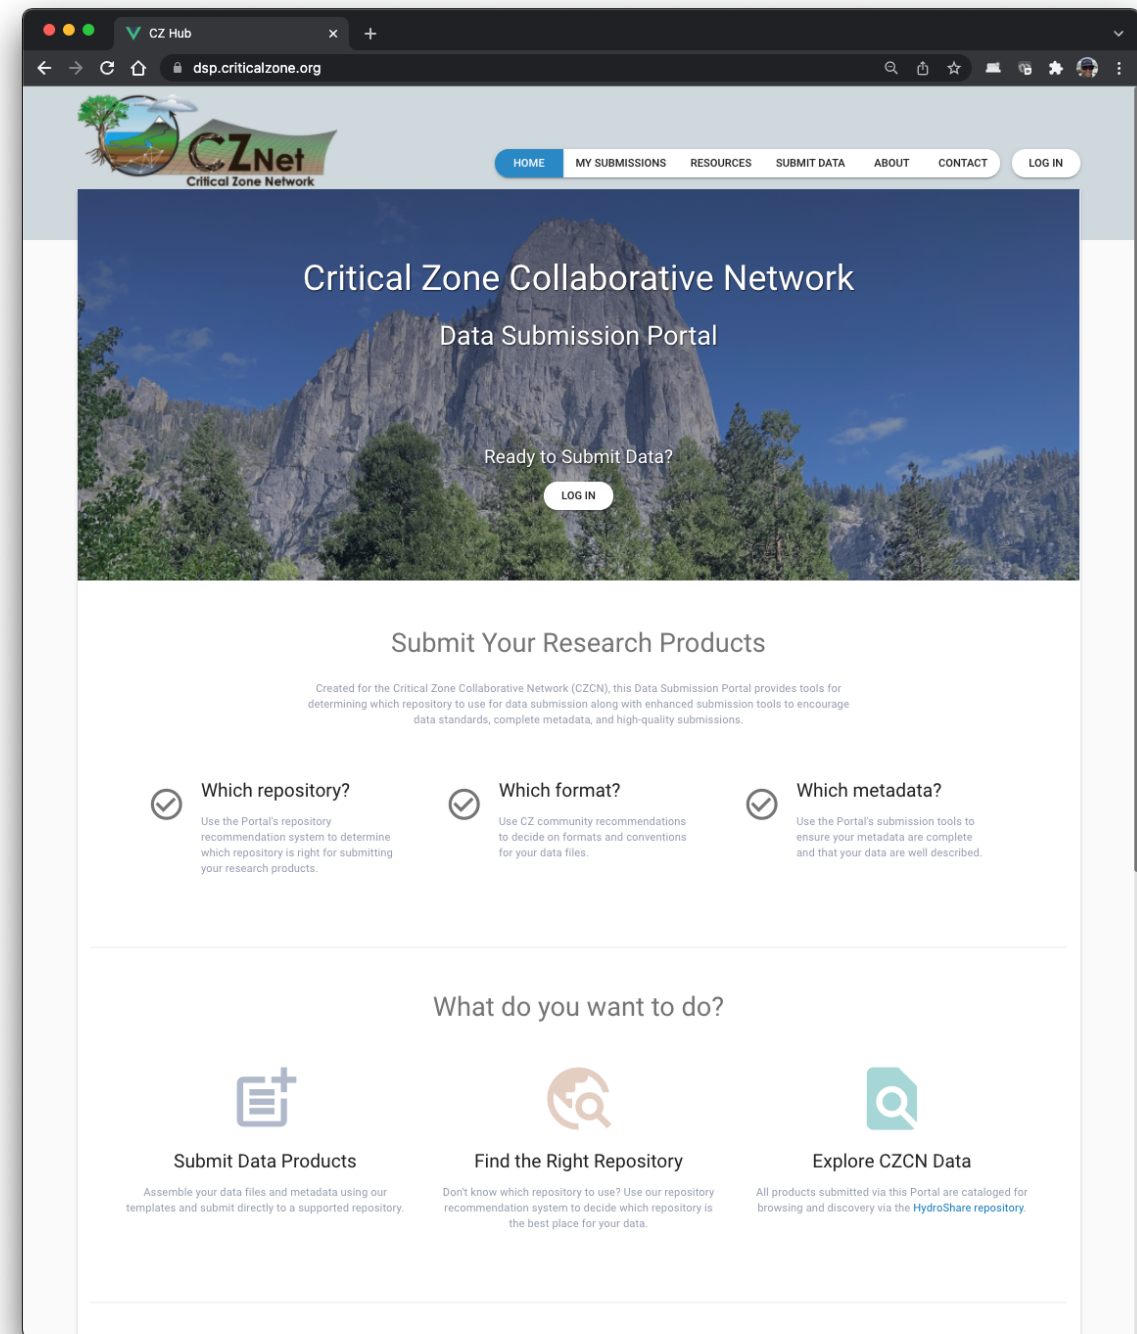 CZ Hub
dsp.criticalzone.org
CZNet
Critical Zone Network
HOME MY SUBMISSIONS RESOURCES SUBMIT DATA ABOUT CONTACT LOG IN
Critical Zone Collaborative Network
Data Submission Portal
Ready to Submit Data?
LOG IN
Submit Your Research Products
Created for the Critical Zone Collaborative Network (CZCN), this Data Submission Portal provides tools for
determining which repository to use for data submission along with enhanced submission tools to encourage
data standards, complete metadata, and high-quality submissions.
Which repository?
Use the Portal's repository
recommendation system to determine
which repository is right for submitting
your research products.
Which format?
Use CZ community recommendations
to decide on formats and conventions
for your data files.
Which metadata?
Use the Portal's submission tools to
ensure your metadata are complete
and that your data are well described.
What do you want to do?
Submit Data Products
Assemble your data files and metadata using our
templates and submit directly to a supported repository.
Find the Right Repository
Don't know which repository to use? Use our repository
recommendation system to decide which repository is
the best place for your data.
Explore CZCN Data
All products submitted via this Portal are cataloged for
browsing and discovery via the HydroShare repository.